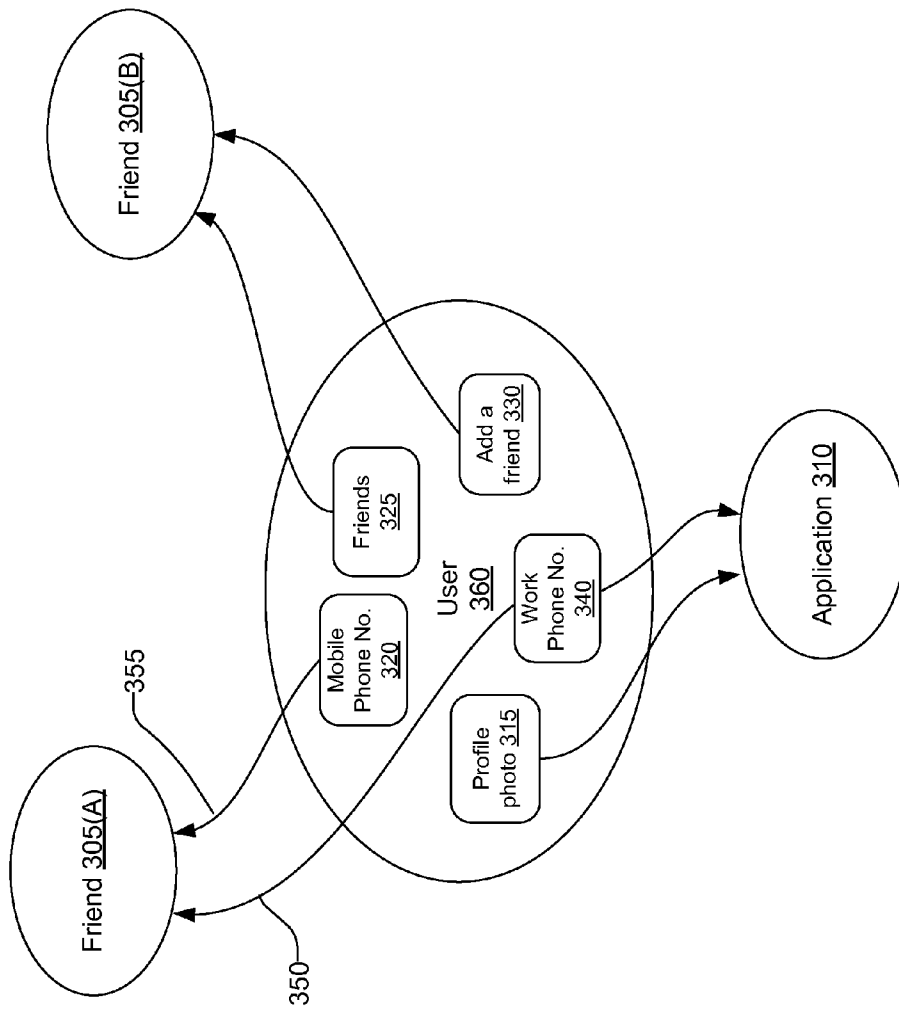 Friend 305(A)
Friend 305(B)
355
350
Mobile
Phone No.
320
Friends
325
User
360
Profile
photo 315
Work
Phone No.
340
Add a
friend 330
Application 310